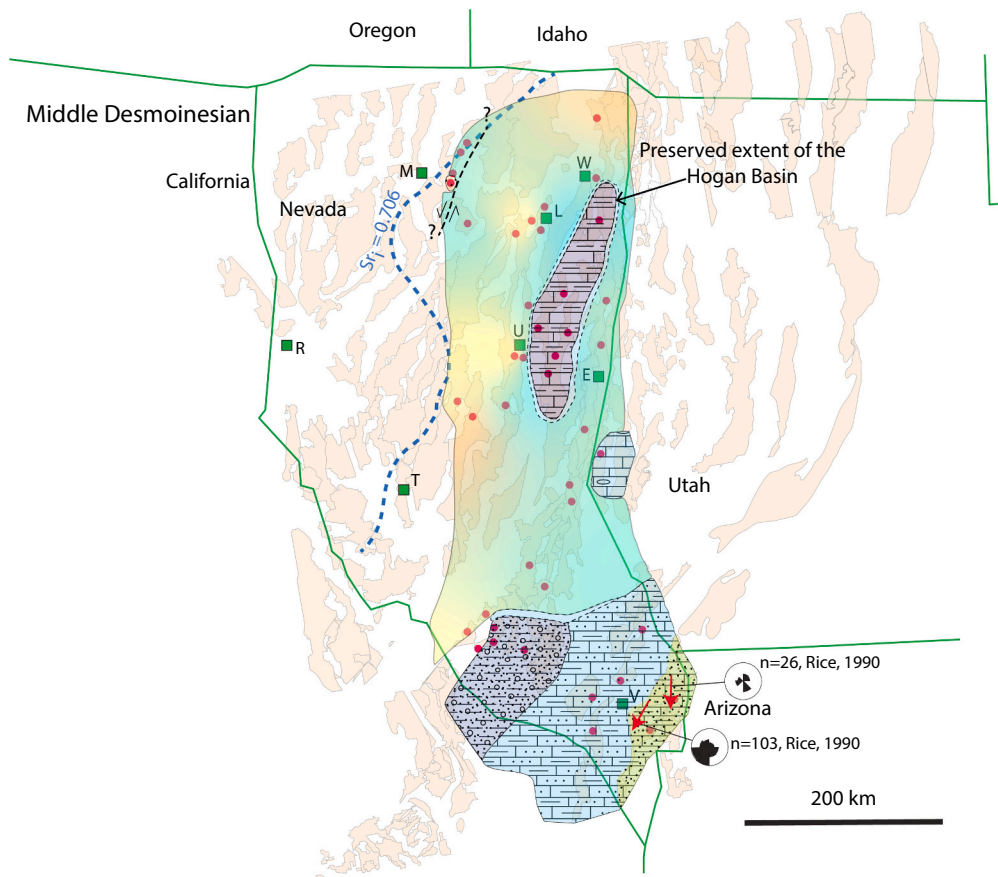 Oregon
Idaho
Middle Desmoinesian
?
Preserved extent of the
Hogan Basin
W
M
California
Nevada
L
?
Sri = 0.706
U
R
E
T
Utah
n=26, Rice, 1990
V
Arizona
n=103, Rice, 1990
200 km